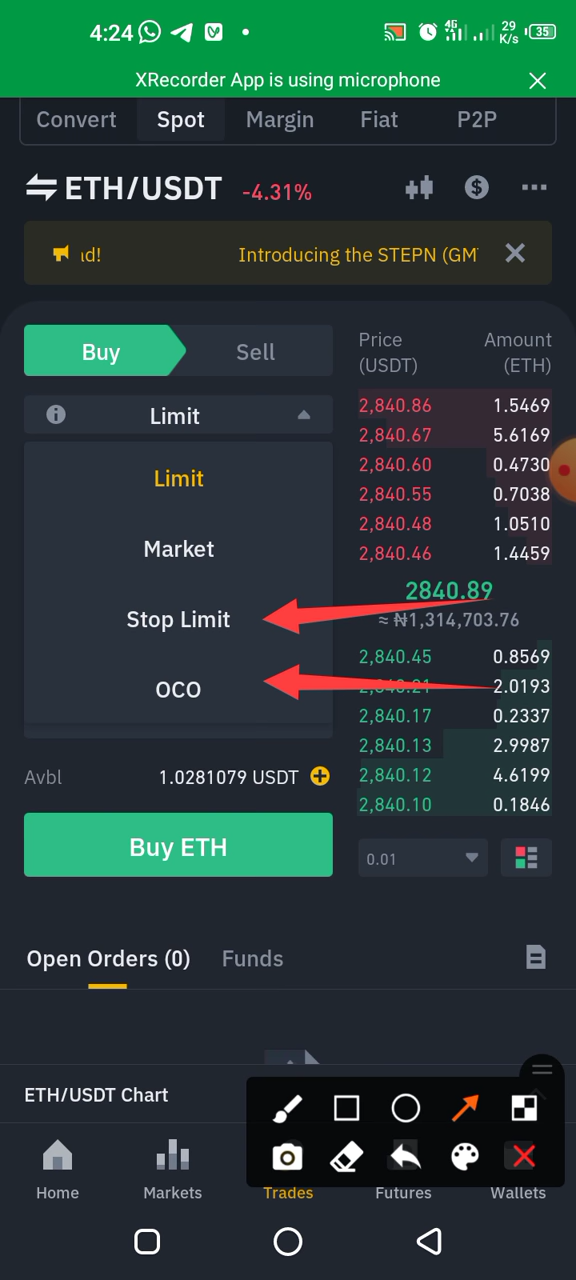 4:24
4G
29
K/s
35
XRecorder App is using microphone
Convert Spot Margin Fiat P2P
ETH/USDT -4.31%
ad! Introducing the STEPN (GM
Buy Sell
Price Amount
(USDT) (ETH)
Limit
2,840.86 1.5469
2,840.67 5.6169
Limit
2,840.60 0.4730
2,840.55 0.7038
Market
2,840.48 1.0510
2,840.46 1.4459
2840.89
Stop Limit
≈ ₦1,314,703.76
2,840.45 0.8569
OCO
2,840.21 2.0193
2,840.17 0.2337
2,840.13 2.9987
Avbl 1.0281079 USDT
2,840.12 4.6199
2,840.10 0.1846
Buy ETH
0.01
Open Orders (0) Funds
ETH/USDT Chart
Home Markets Trades Futures Wallets